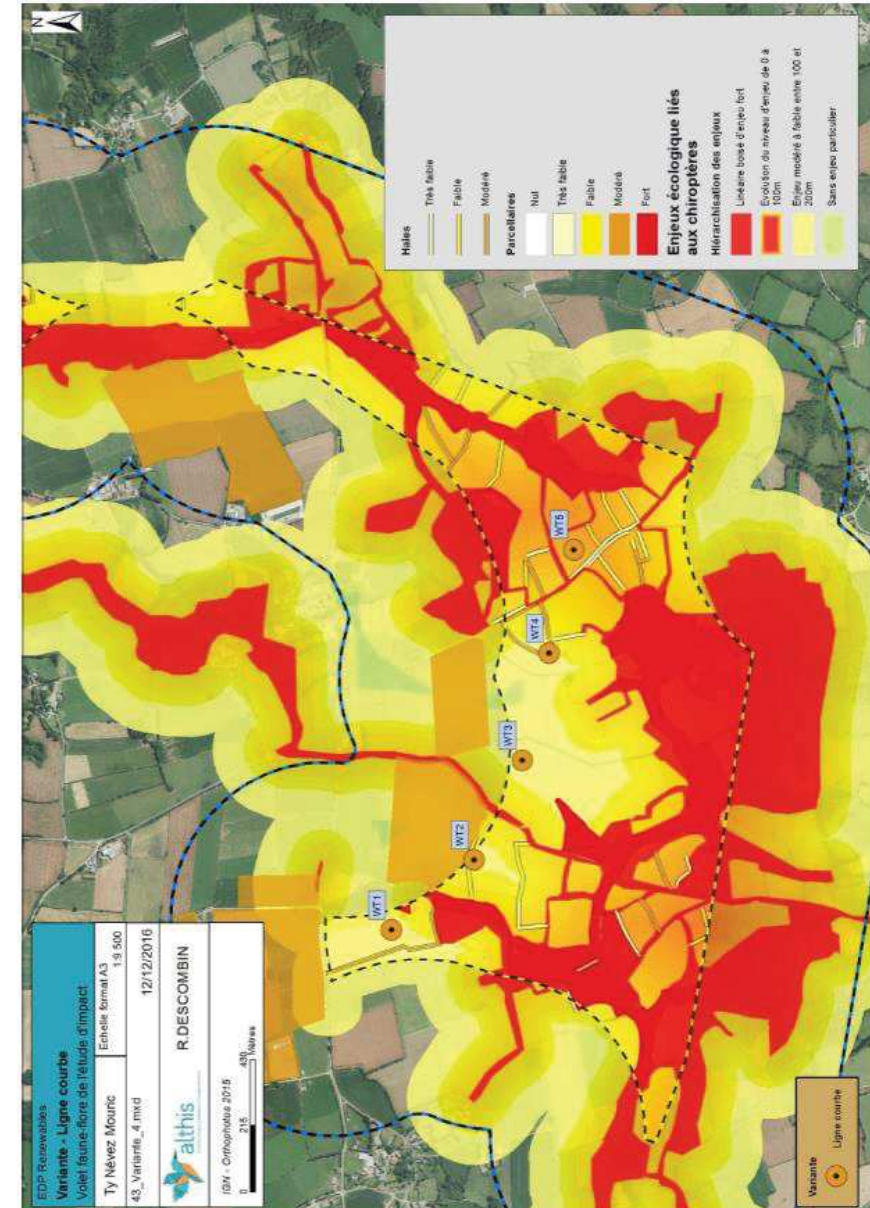 EDP Renewables
Variante - Ligne courbe
Volet faune-flore de l'étude d'impact
Ty Névez Mouric
Echelle format A3
1:9 500
43_Variante_4.mxd
12/12/2016
althis
R.DESCOMBIN
IGN - Orthophotos 2015
0
215
430
Mètres
N
WT1
WT2
WT3
WT4
WT5
Variante
Ligne courbe
Haies
Très faible
Faible
Modéré
Parcellaires
Nul
Très faible
Faible
Modéré
Fort
Enjeux écologique liés
aux chiroptères
Hiérarchisation des enjeux
Linéaire boisé d'enjeu fort
Evolution du niveau d'enjeu de 0 à
100m
Enjeu modéré à faible entre 100 et
200m
Sans enjeu particulier